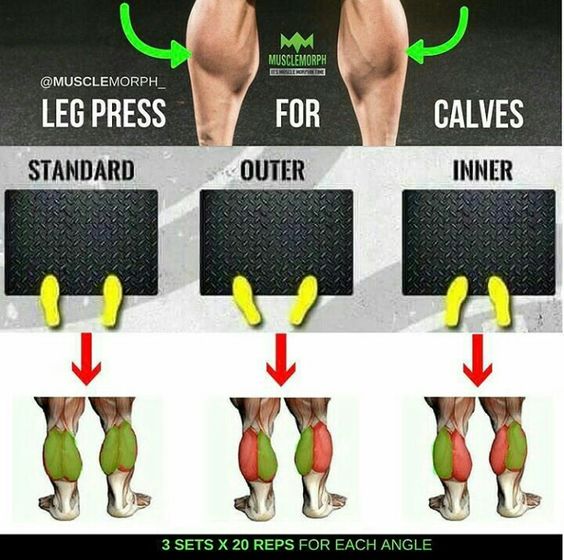 MUSCLEMORPH
IT'S MUSCLE MORPHIN TIME
@MUSCLEMORPH_
LEG PRESS FOR CALVES
STANDARD OUTER INNER
3 SETS X 20 REPS FOR EACH ANGLE